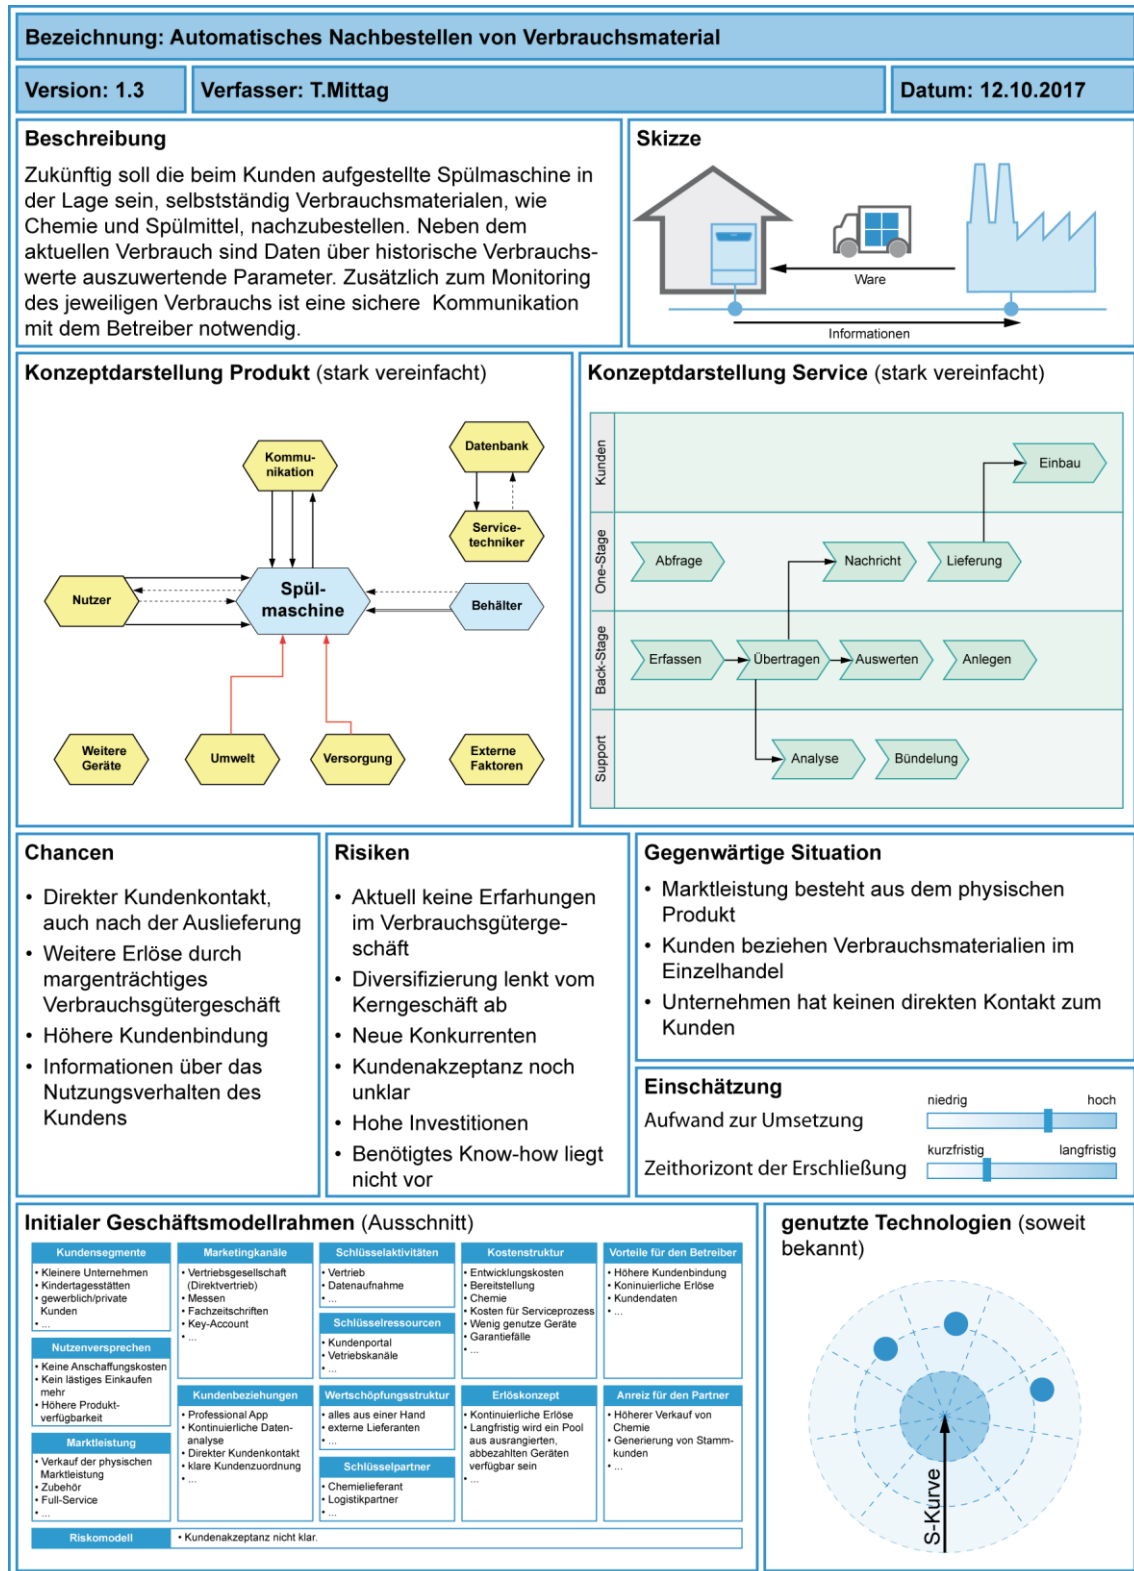 Bezeichnung: Automatisches Nachbestellen von Verbrauchsmaterial
Version: 1.3
Verfasser: T.Mittag
Datum: 12.10.2017
Beschreibung
Zukünftig soll die beim Kunden aufgestellte Spülmaschine in
der Lage sein, selbstständig Verbrauchsmaterialen, wie
Chemie und Spülmittel, nachzubestellen. Neben dem
aktuellen Verbrauch sind Daten über historische Verbrauchs-
werte auszuwertende Parameter. Zusätzlich zum Monitoring
des jeweiligen Verbrauchs ist eine sichere Kommunikation
mit dem Betreiber notwendig.
Skizze
Ware
Informationen
Konzeptdarstellung Produkt (stark vereinfacht)
Kommu-
nikation
Datenbank
Service-
techniker
Nutzer
Spül-
maschine
Behälter
Weitere
Geräte
Umwelt
Versorgung
Externe
Faktoren
Konzeptdarstellung Service (stark vereinfacht)
Kunden
Einbau
One-Stage
Abfrage
Nachricht
Lieferung
Back-Stage
Erfassen
Übertragen
Auswerten
Anlegen
Support
Analyse
Bündelung
Chancen
• Direkter Kundenkontakt,
auch nach der Auslieferung
• Weitere Erlöse durch
margenträchtiges
Verbrauchsgütergeschäft
• Höhere Kundenbindung
• Informationen über das
Nutzungsverhalten des
Kundens
Risiken
• Aktuell keine Erfarhungen
im Verbrauchsgüterge-
schäft
• Diversifizierung lenkt vom
Kerngeschäft ab
• Neue Konkurrenten
• Kundenakzeptanz noch
unklar
• Hohe Investitionen
• Benötigtes Know-how liegt
nicht vor
Gegenwärtige Situation
• Marktleistung besteht aus dem physischen
Produkt
• Kunden beziehen Verbrauchsmaterialien im
Einzelhandel
• Unternehmen hat keinen direkten Kontakt zum
Kunden
Einschätzung
niedrig hoch
Aufwand zur Umsetzung
kurzfristig langfristig
Zeithorizont der Erschließung
Initialer Geschäftsmodellrahmen (Ausschnitt)
Kundensegmente
• Kleinere Unternehmen
• Kindertagesstätten
• gewerblich/private
Kunden
• ...
Nutzenversprechen
• Keine Anschaffungskosten
• Kein lästiges Einkaufen
mehr
• Höhere Produkt-
verfügbarkeit
Marktleistung
• Verkauf der physischen
Marktleistung
• Zubehör
• Full-Service
• ...
Marketingkanäle
• Vertriebsgesellschaft
(Direktvertrieb)
• Messen
• Fachzeitschriften
• Key-Account
• ...
Kundenbeziehungen
• Professional App
• Kontinuierliche Daten-
analyse
• Direkter Kundenkontakt
• klare Kundenzuordnung
• ...
Schlüsselaktivitäten
• Vertrieb
• Datenaufnahme
• ...
Schlüsselressourcen
• Kundenportal
• Vetriebskanäle
• ...
Wertschöpfungsstruktur
• alles aus einer Hand
• externe Lieferanten
• ...
Schlüsselpartner
• Chemielieferant
• Logistikpartner
• ...
Kostenstruktur
• Entwicklungskosten
• Bereitstellung
• Chemie
• Kosten für Serviceprozess
• Wenig genutze Geräte
• Garantiefälle
• ...
Erlöskonzept
• Kontinuierliche Erlöse
• Langfristig wird ein Pool
aus ausrangierten,
abbezahlten Geräten
verfügbar sein
• ...
Vorteile für den Betreiber
• Höhere Kundenbindung
• Koninuierliche Erlöse
• Kundendaten
• ...
Anreiz für den Partner
• Höherer Verkauf von
Chemie
• Generierung von Stamm-
kunden
• ...
Riskomodell
• Kundenakzeptanz nicht klar.
genutzte Technologien (soweit
bekannt)
S-Kurve